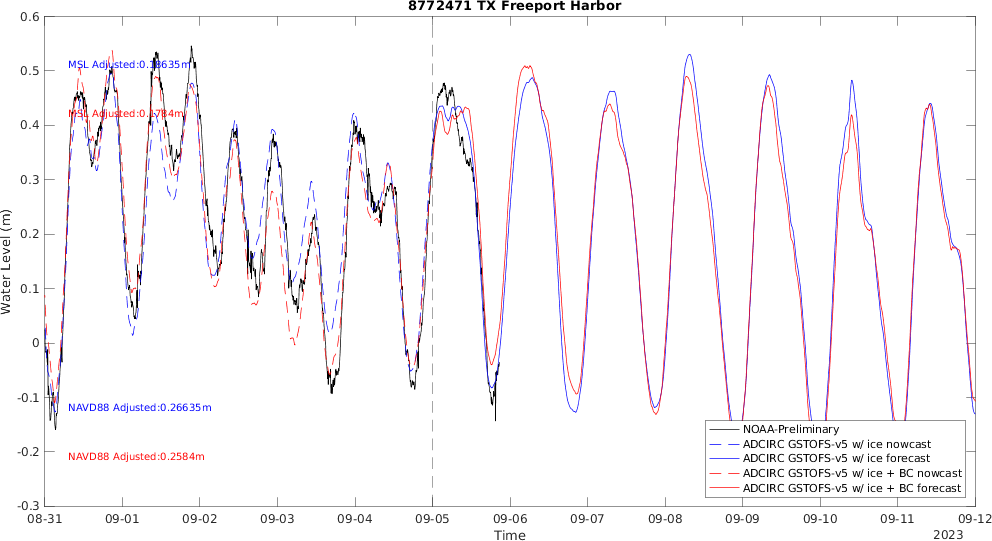 8772471 TX Freeport Harbor
0.6
0.5
0.4
0.3
0.2
0.1
0
-0.1
-0.2
-0.3
Water Level (m)
MSL Adjusted:0.18635m
MSL Adjusted:0.1784m
NAVD88 Adjusted:0.26635m
NAVD88 Adjusted:0.2584m
NOAA-Preliminary
ADCIRC GSTOFS-v5 w/ ice nowcast
ADCIRC GSTOFS-v5 w/ ice forecast
ADCIRC GSTOFS-v5 w/ ice + BC nowcast
ADCIRC GSTOFS-v5 w/ ice + BC forecast
08-31 09-01 09-02 09-03 09-04 09-05 09-06 09-07 09-08 09-09 09-10 09-11 09-12
Time
2023